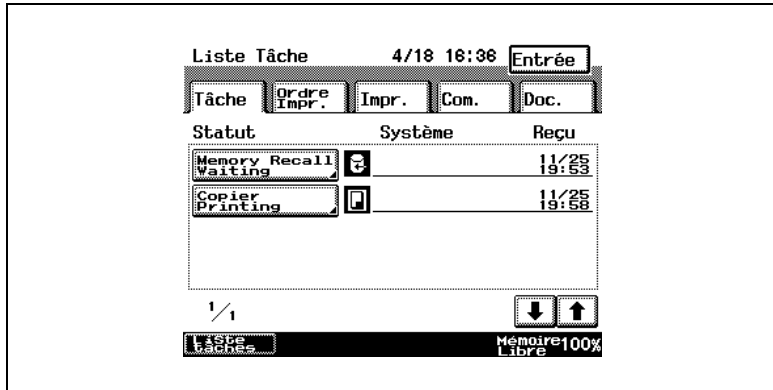 Liste Tâche 4/18 16:36 Entrée
Tâche Ordre Impr. Impr. Com. Doc.
Statut Système Reçu
Memory Recall Waiting 11/25 19:53
Copier Printing 11/25 19:58
1/1
Liste tâches Mémoire Libre 100%